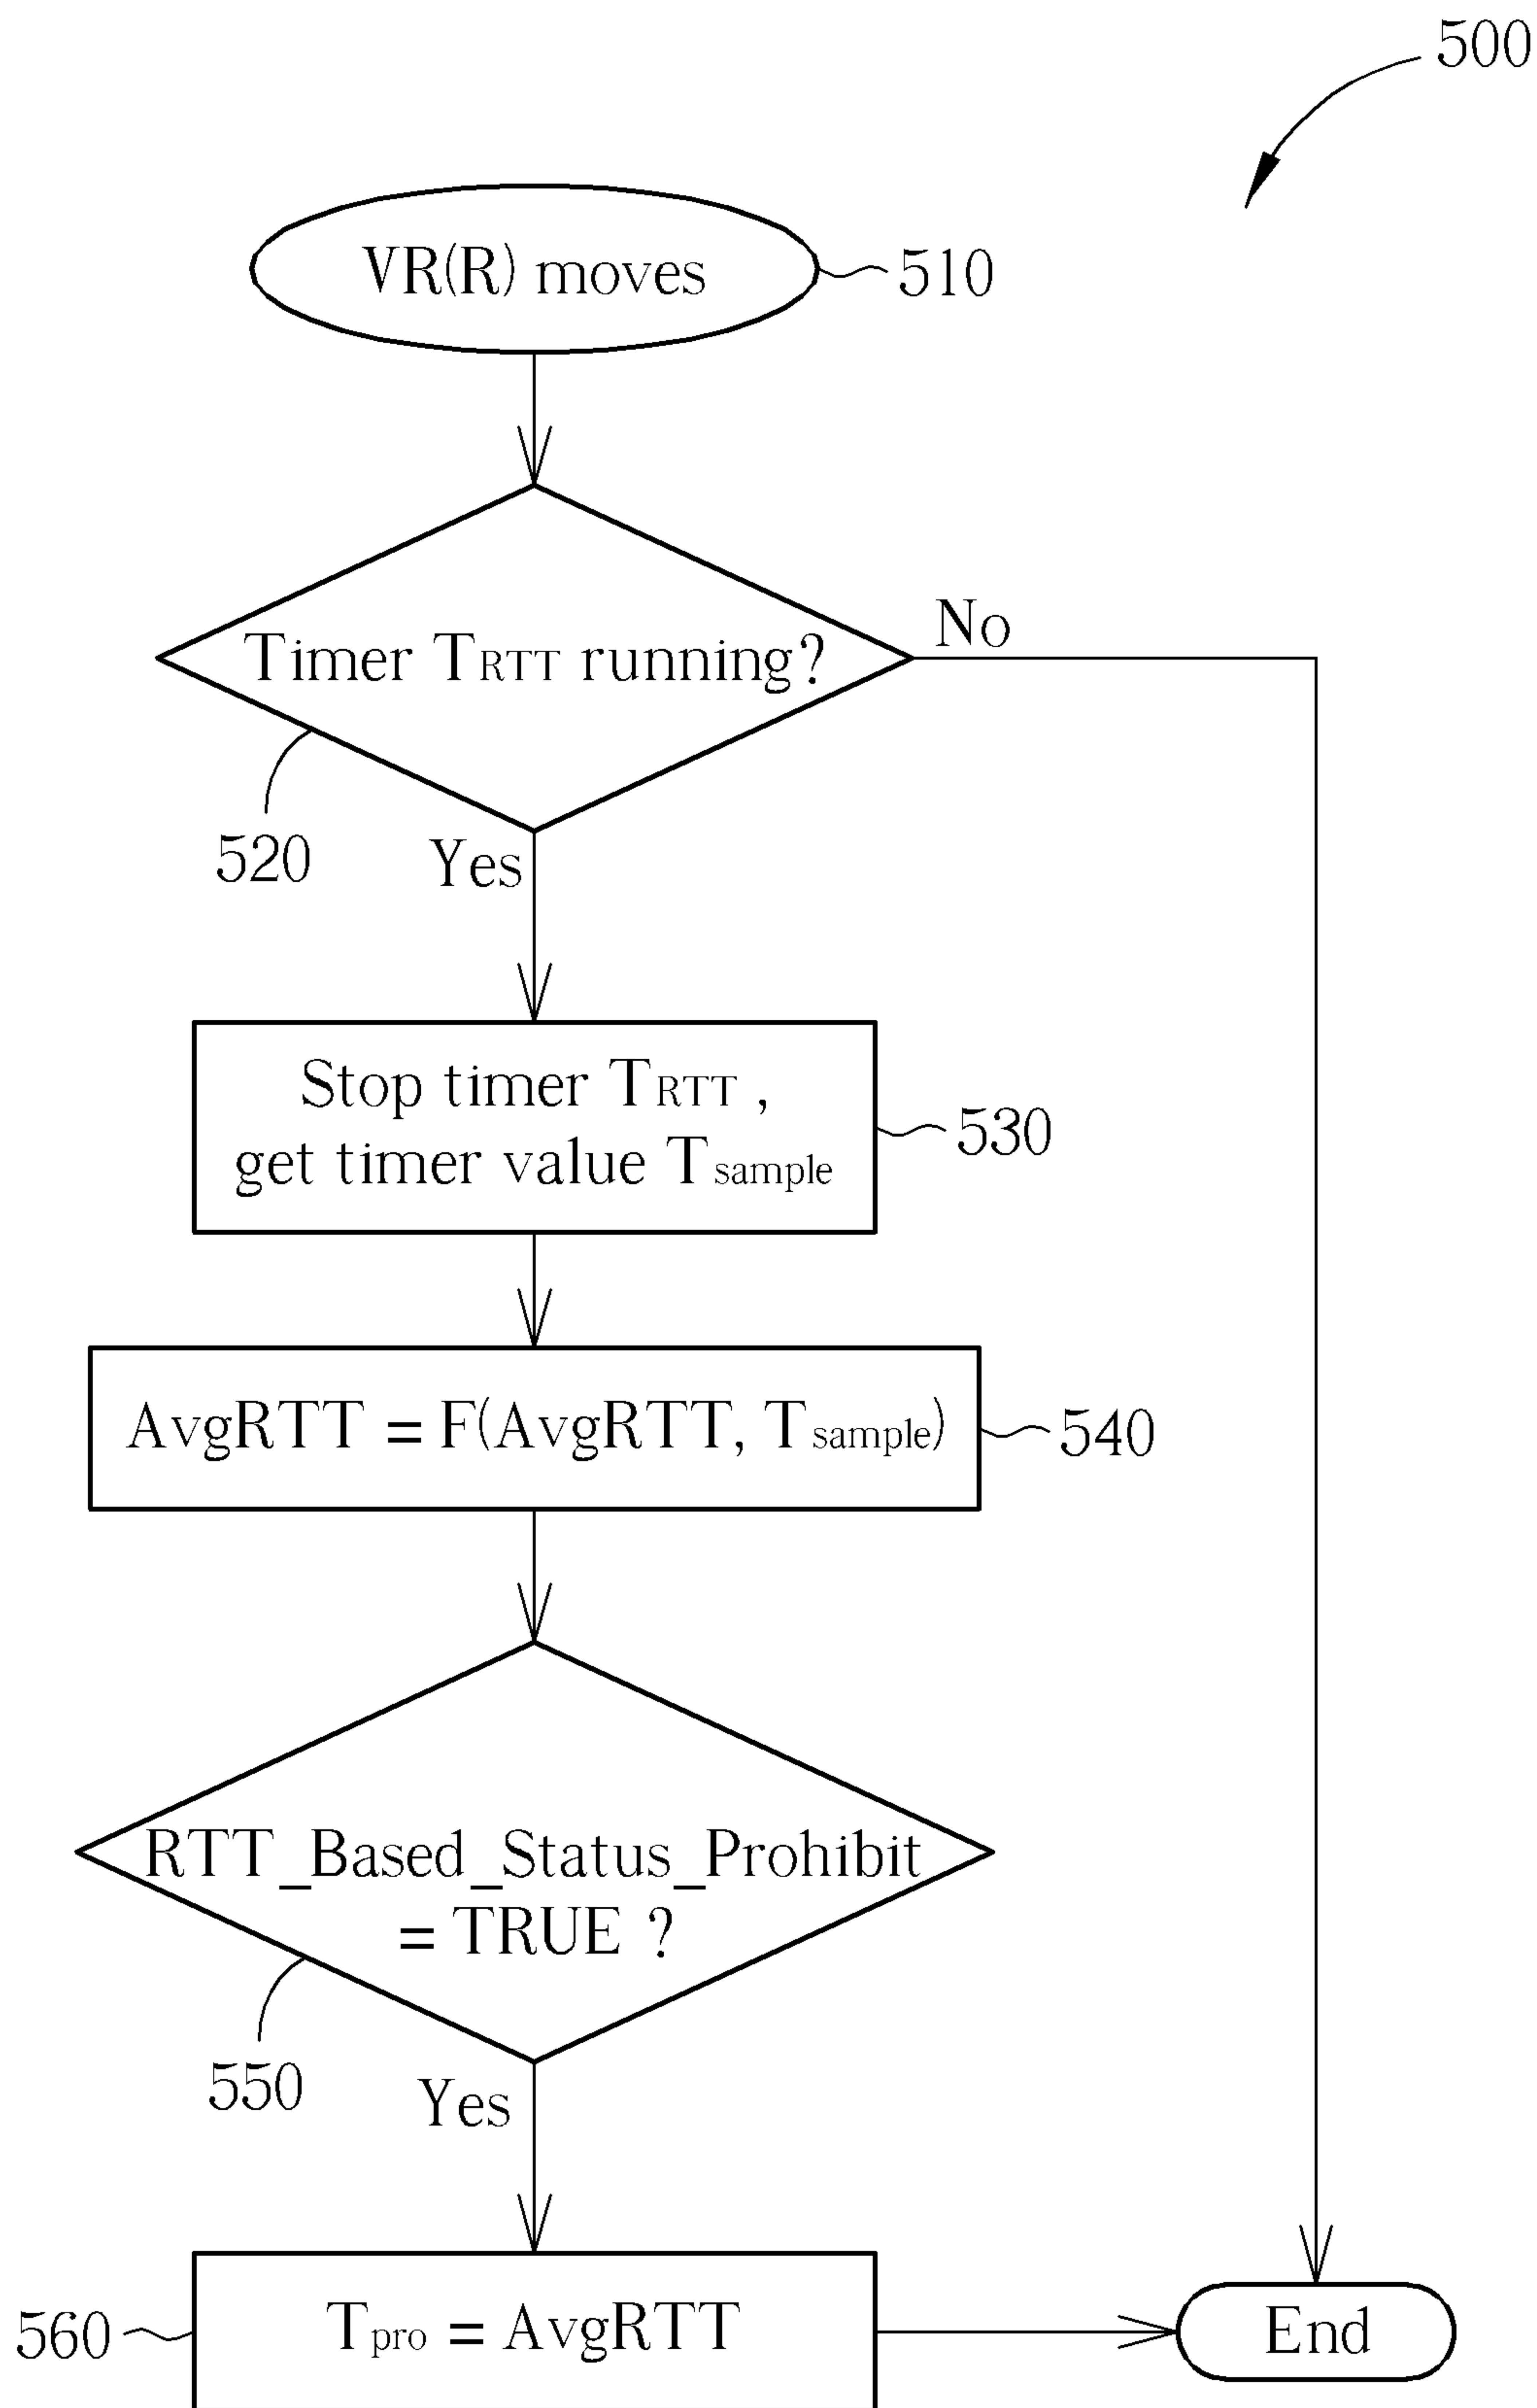 500
VR(R) moves
510
Timer TRTT running?
No
520
Yes
Stop timer TRTT ,
get timer value Tsample
530
AvgRTT = F(AvgRTT, Tsample)
540
RTT_Based_Status_Prohibit
= TRUE ?
550
Yes
560
Tpro = AvgRTT
End